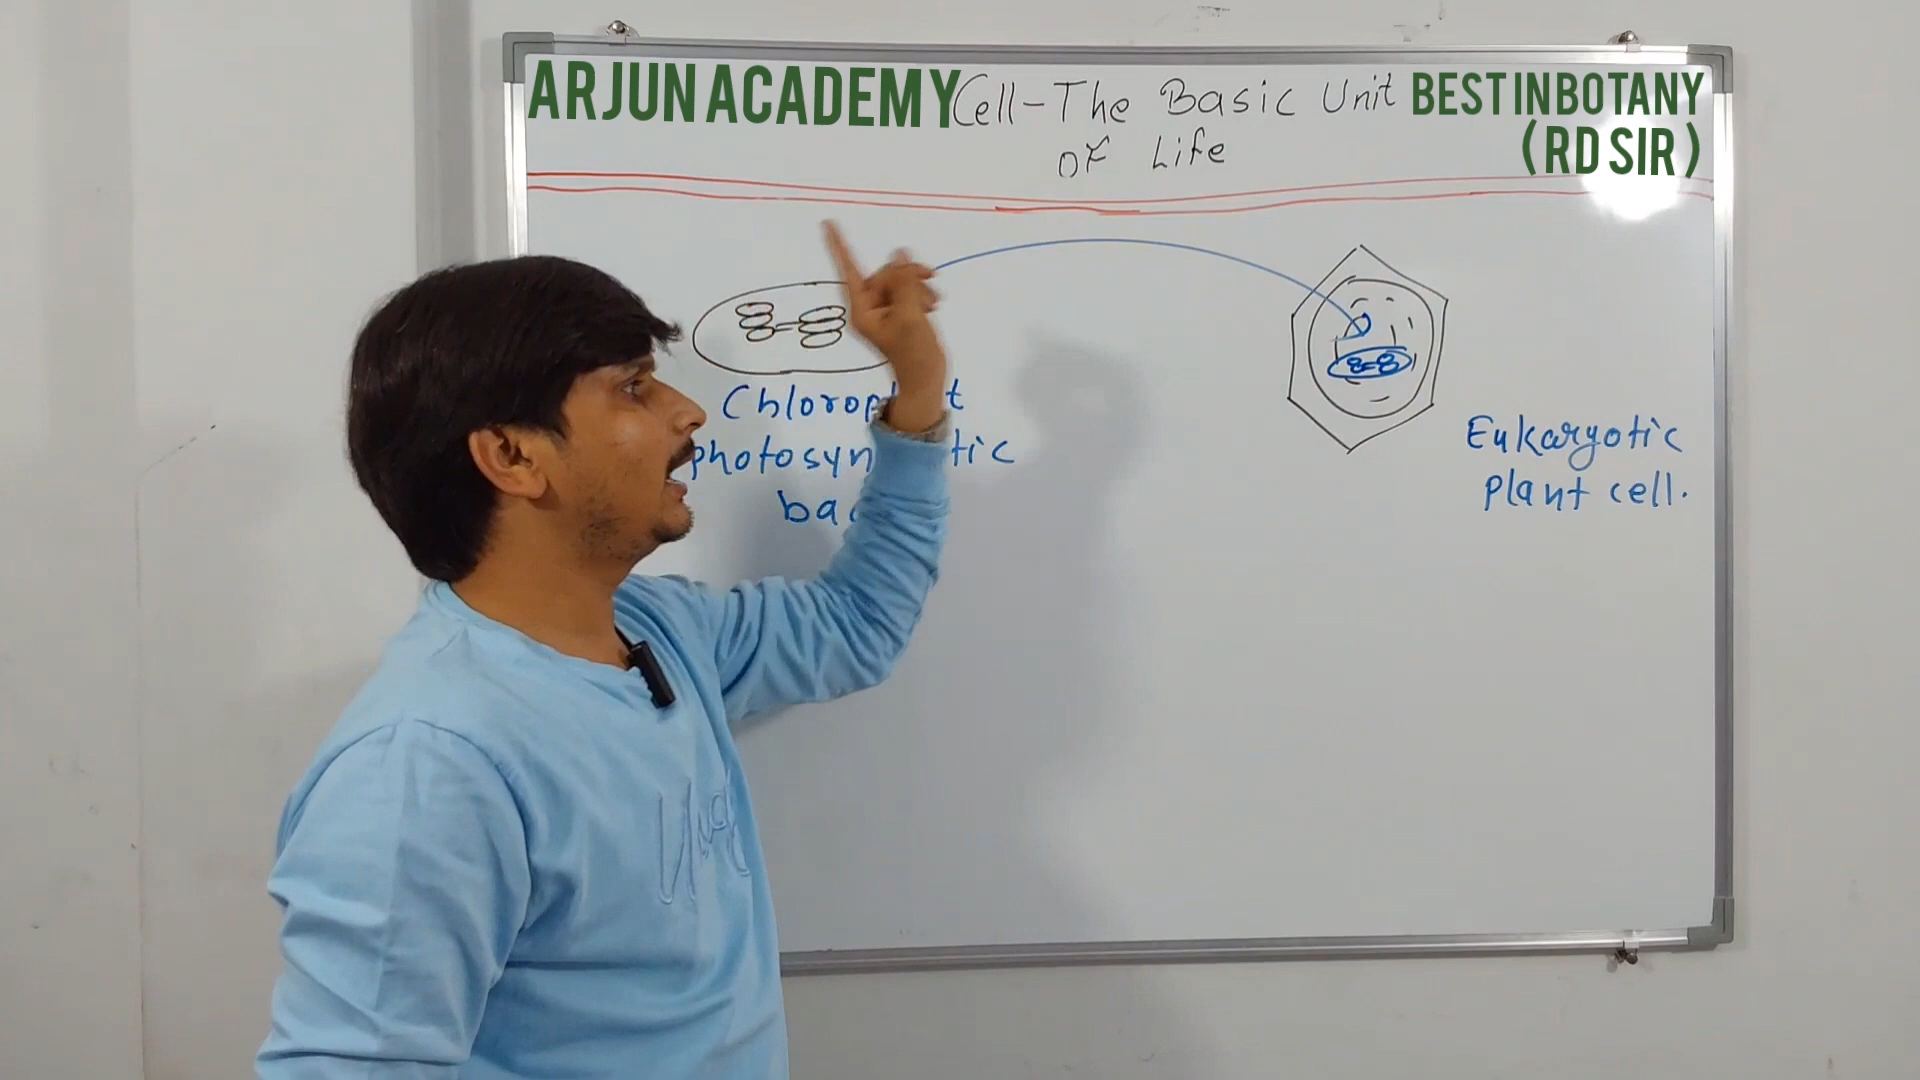 ARJUN ACADEMY
Cell-The Basic Unit
of Life
BEST IN BOTANY
(RD SIR)
Eukaryotic
plant cell.